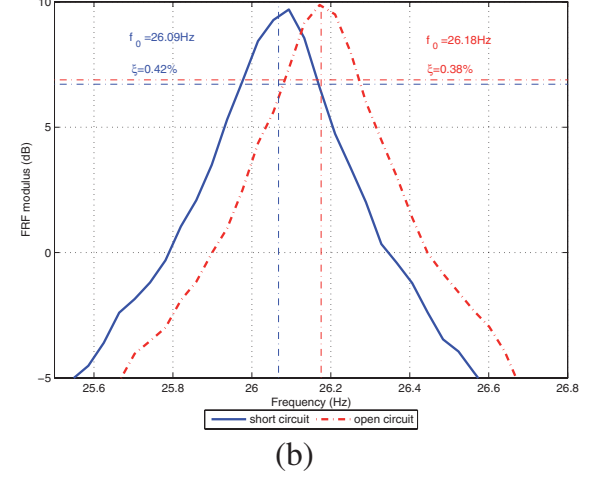 10
f 0 =26.09Hz
ξ=0.42%
f 0 =26.18Hz
ξ=0.38%
5
FRF modulus (dB)
0
−5
25.6 25.8 26 26.2 26.4 26.6 26.8
Frequency (Hz)
short circuit open circuit
(b)